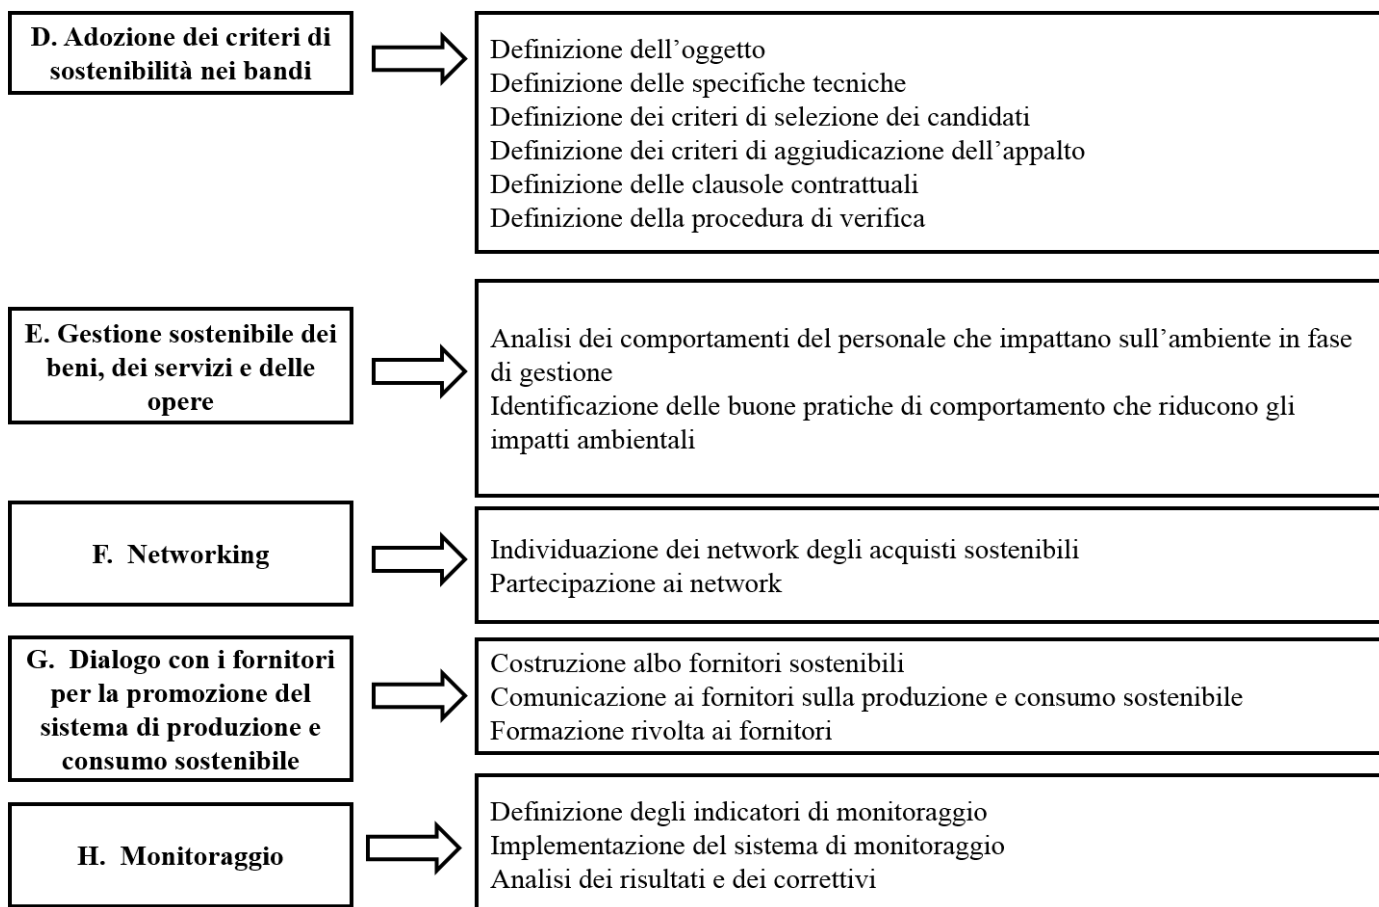 D. Adozione dei criteri di
sostenibilità nei bandi
Definizione dell’oggetto
Definizione delle specifiche tecniche
Definizione dei criteri di selezione dei candidati
Definizione dei criteri di aggiudicazione dell’appalto
Definizione delle clausole contrattuali
Definizione della procedura di verifica
E. Gestione sostenibile dei
beni, dei servizi e delle
opere
Analisi dei comportamenti del personale che impattano sull’ambiente in fase
di gestione
Identificazione delle buone pratiche di comportamento che riducono gli
impatti ambientali
F. Networking
Individuazione dei network degli acquisti sostenibili
Partecipazione ai network
G. Dialogo con i fornitori
per la promozione del
sistema di produzione e
consumo sostenibile
Costruzione albo fornitori sostenibili
Comunicazione ai fornitori sulla produzione e consumo sostenibile
Formazione rivolta ai fornitori
H. Monitoraggio
Definizione degli indicatori di monitoraggio
Implementazione del sistema di monitoraggio
Analisi dei risultati e dei correttivi